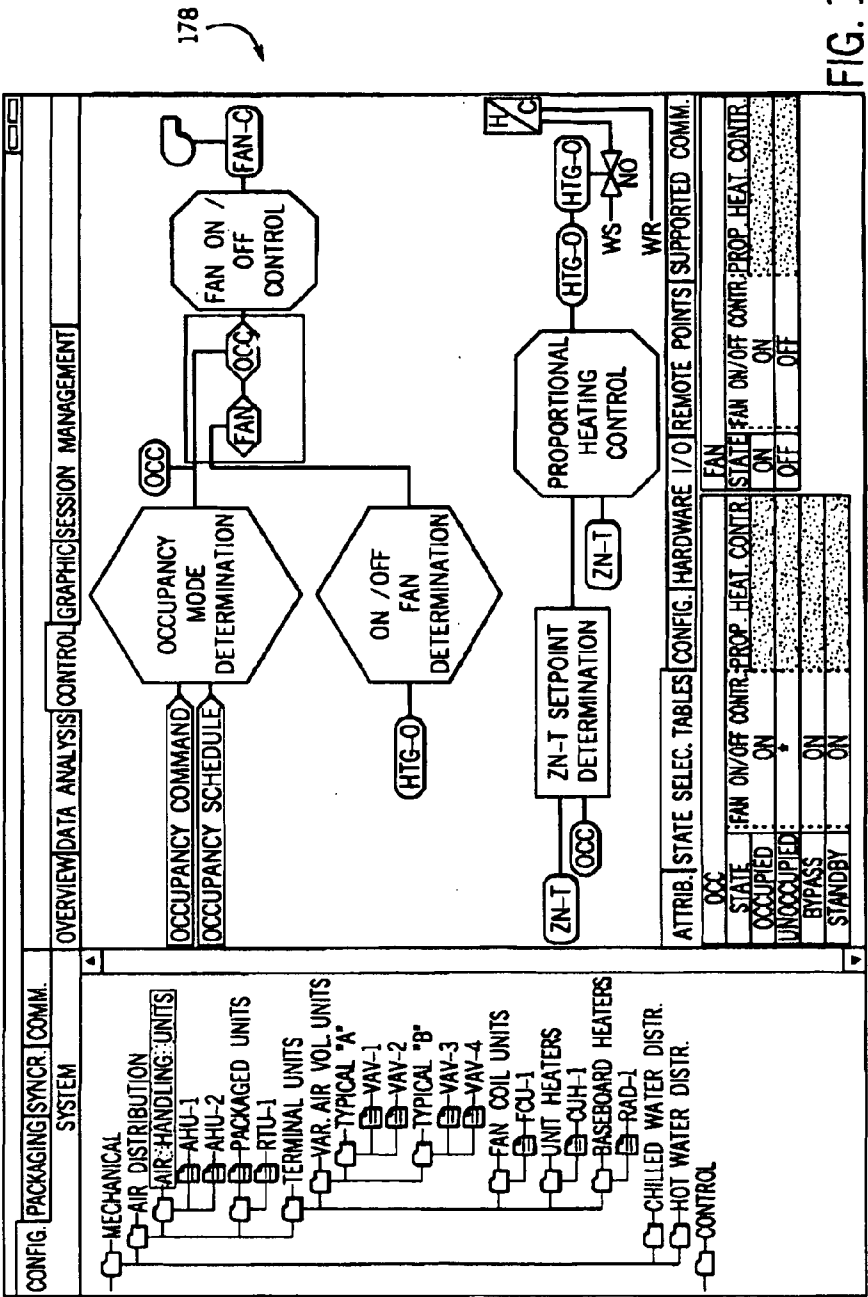 178
FIG.
CONFIG. PACKAGING SYNCR. COMM.
SYSTEM
MECHANICAL
AIR DISTRIBUTION
AIR HANDLING UNITS
AHU-1
AHU-2
PACKAGED UNITS
RTU-1
TERMINAL UNITS
VAR. AIR VOL. UNITS
TYPICAL "A"
VAV-1
VAV-2
TYPICAL "B"
VAV-3
VAV-4
FAN COIL UNITS
FCU-1
UNIT HEATERS
CUH-1
BASEBOARD HEATERS
RAD-1
CHILLED WATER DISTR.
HOT WATER DISTR.
CONTROL
OVERVIEW DATA ANALYSIS CONTROL GRAPHIC SESSION MANAGEMENT
OCCUPANCY COMMAND
OCCUPANCY SCHEDULE
OCCUPANCY
MODE
DETERMINATION
OCC
FAN
OCC
FAN ON /
OFF
CONTROL
FAN-C
HTG-O
ON /OFF
FAN
DETERMINATION
ZN-T
OCC
ZN-T SETPOINT
DETERMINATION
ZN-T
PROPORTIONAL
HEATING
CONTROL
HTG-O
HTG-O
WS
NO
WR
H/C
ATTRIB. STATE SELEC. TABLES CONFIG. HARDWARE I/O REMOTE POINTS SUPPORTED COMM.
OCC
STATE FAN ON/OFF CONTR. PROP. HEAT. CONTR.
OCCUPIED ON
UNOCCUPIED *
BYPASS ON
STANDBY ON
FAN
STATE FAN ON/OFF CONTR. PROP. HEAT. CONTR.
ON ON
OFF OFF